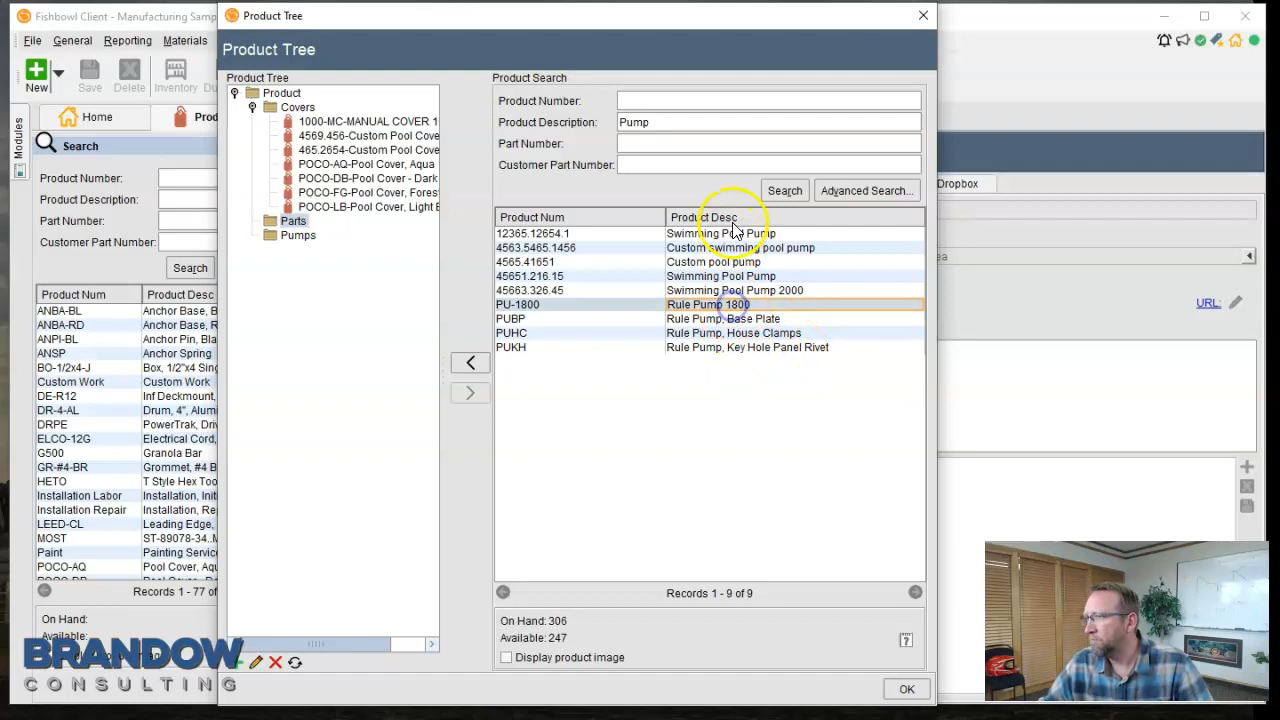 Fishbowl Client - Manufacturing Samp
File General Reporting Materials
New Save Delete Inventory Du
Modules
Home Prod
Search
Product Number:
Product Description:
Part Number:
Customer Part Number:
Search
Product Num Product Desc
ANBA-BL Anchor Base, B
ANBA-RD Anchor Base, R
ANPI-BL Anchor Pin, Bla
ANSP Anchor Spring
BO-1/2x4-J Box, 1/2"x4 Sing
Custom Work Custom Work
DE-R12 Inf Deckmount,
DR-4-AL Drum, 4", Alumi
DRPE PowerTrak, Driv
ELCO-12G Electrical Cord,
G500 Granola Bar
GR-#4-BR Grommet, #4 B
HETO T Style Hex Too
Installation Labor Installation, Initi
Installation Repair Installation, Re
LEED-CL Leading Edge,
MOST ST-89078-34..M
Paint Painting Service
POCO-AQ Pool Cover, Aqua
Records 1 - 77 of
On Hand:
Available:
BRANDOW
CONSULTING
Product Tree
Product Tree
Product Tree
Product
Covers
1000-MC-MANUAL COVER 1
4569.456-Custom Pool Cove
465.2654-Custom Pool Cove
POCO-AQ-Pool Cover, Aqua
POCO-DB-Pool Cover - Dark
POCO-FG-Pool Cover, Fores
POCO-LB-Pool Cover, Light B
Parts
Pumps
Product Search
Product Number:
Product Description: Pump
Part Number:
Customer Part Number:
Search Advanced Search...
Product Num Product Desc
12365.12654.1 Swimming Pool Pump
4563.5465.1456 Custom swimming pool pump
4565.41651 Custom pool pump
45651.216.15 Swimming Pool Pump
45663.326.45 Swimming Pool Pump 2000
PU-1800 Rule Pump 1800
PUBP Rule Pump, Base Plate
PUHC Rule Pump, House Clamps
PUKH Rule Pump, Key Hole Panel Rivet
Records 1 - 9 of 9
On Hand: 306
Available: 247
Display product image
OK
Dropbox
URL: